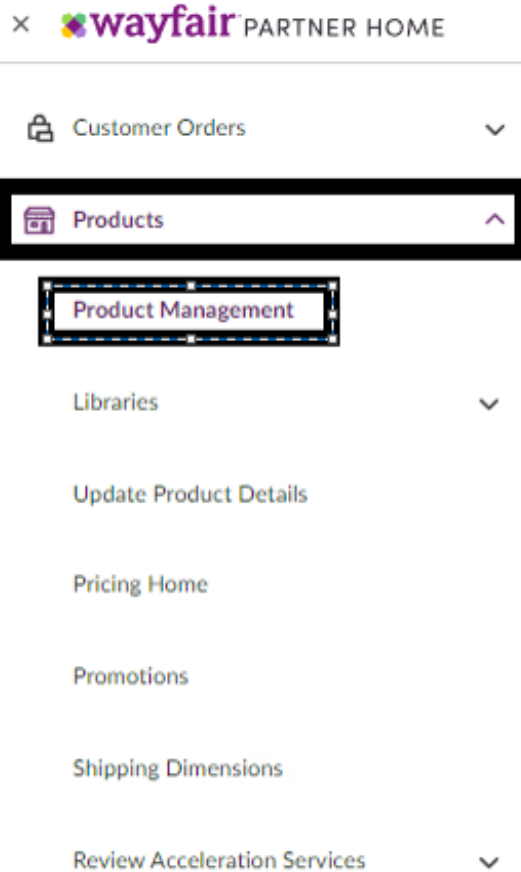 wayfair PARTNER HOME
Customer Orders
Products
Product Management
Libraries
Update Product Details
Pricing Home
Promotions
Shipping Dimensions
Review Acceleration Services